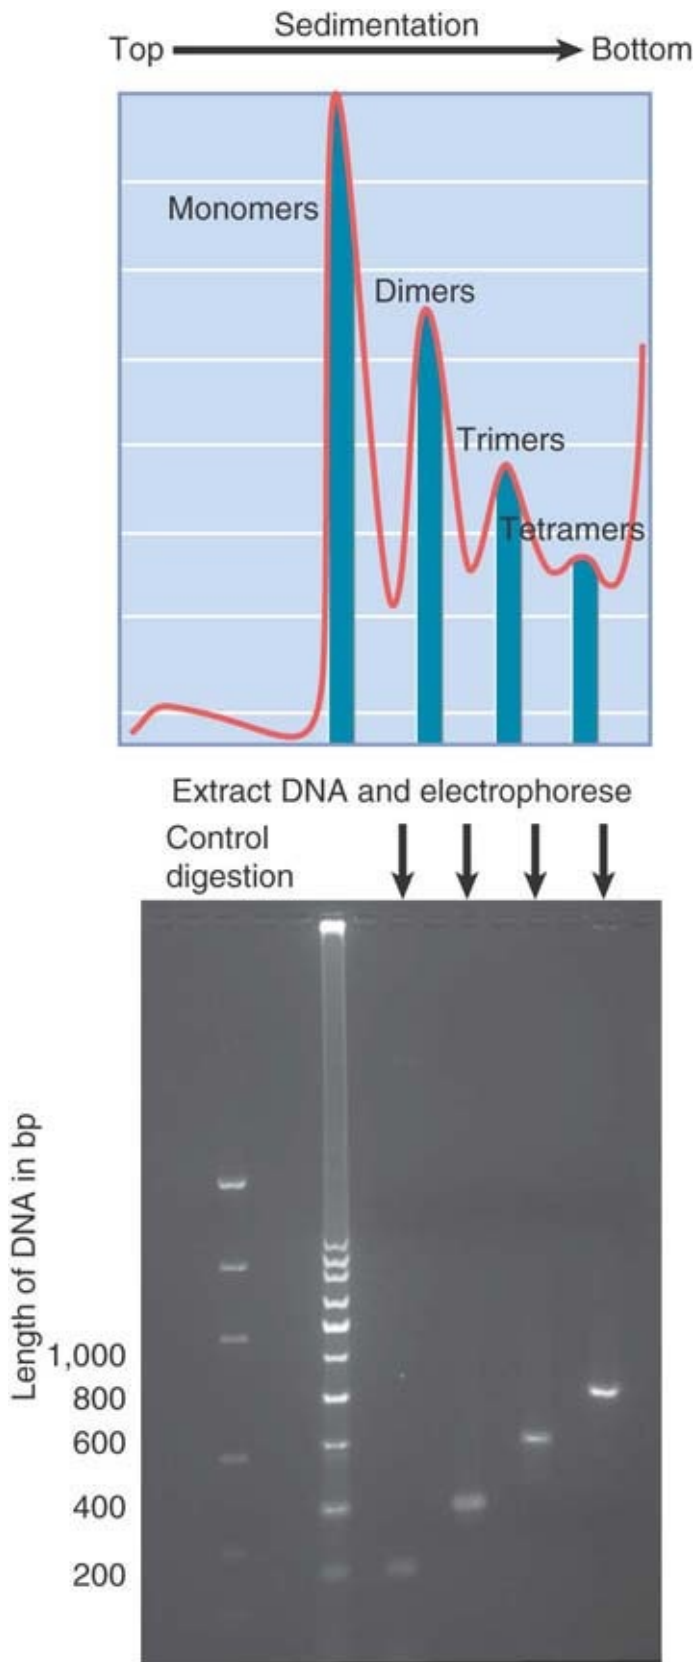 Sedimentation
Top Bottom
Monomers
Dimers
Trimers
Tetramers
Extract DNA and electrophorese
Control
digestion
Length of DNA in bp
1,000
800
600
400
200